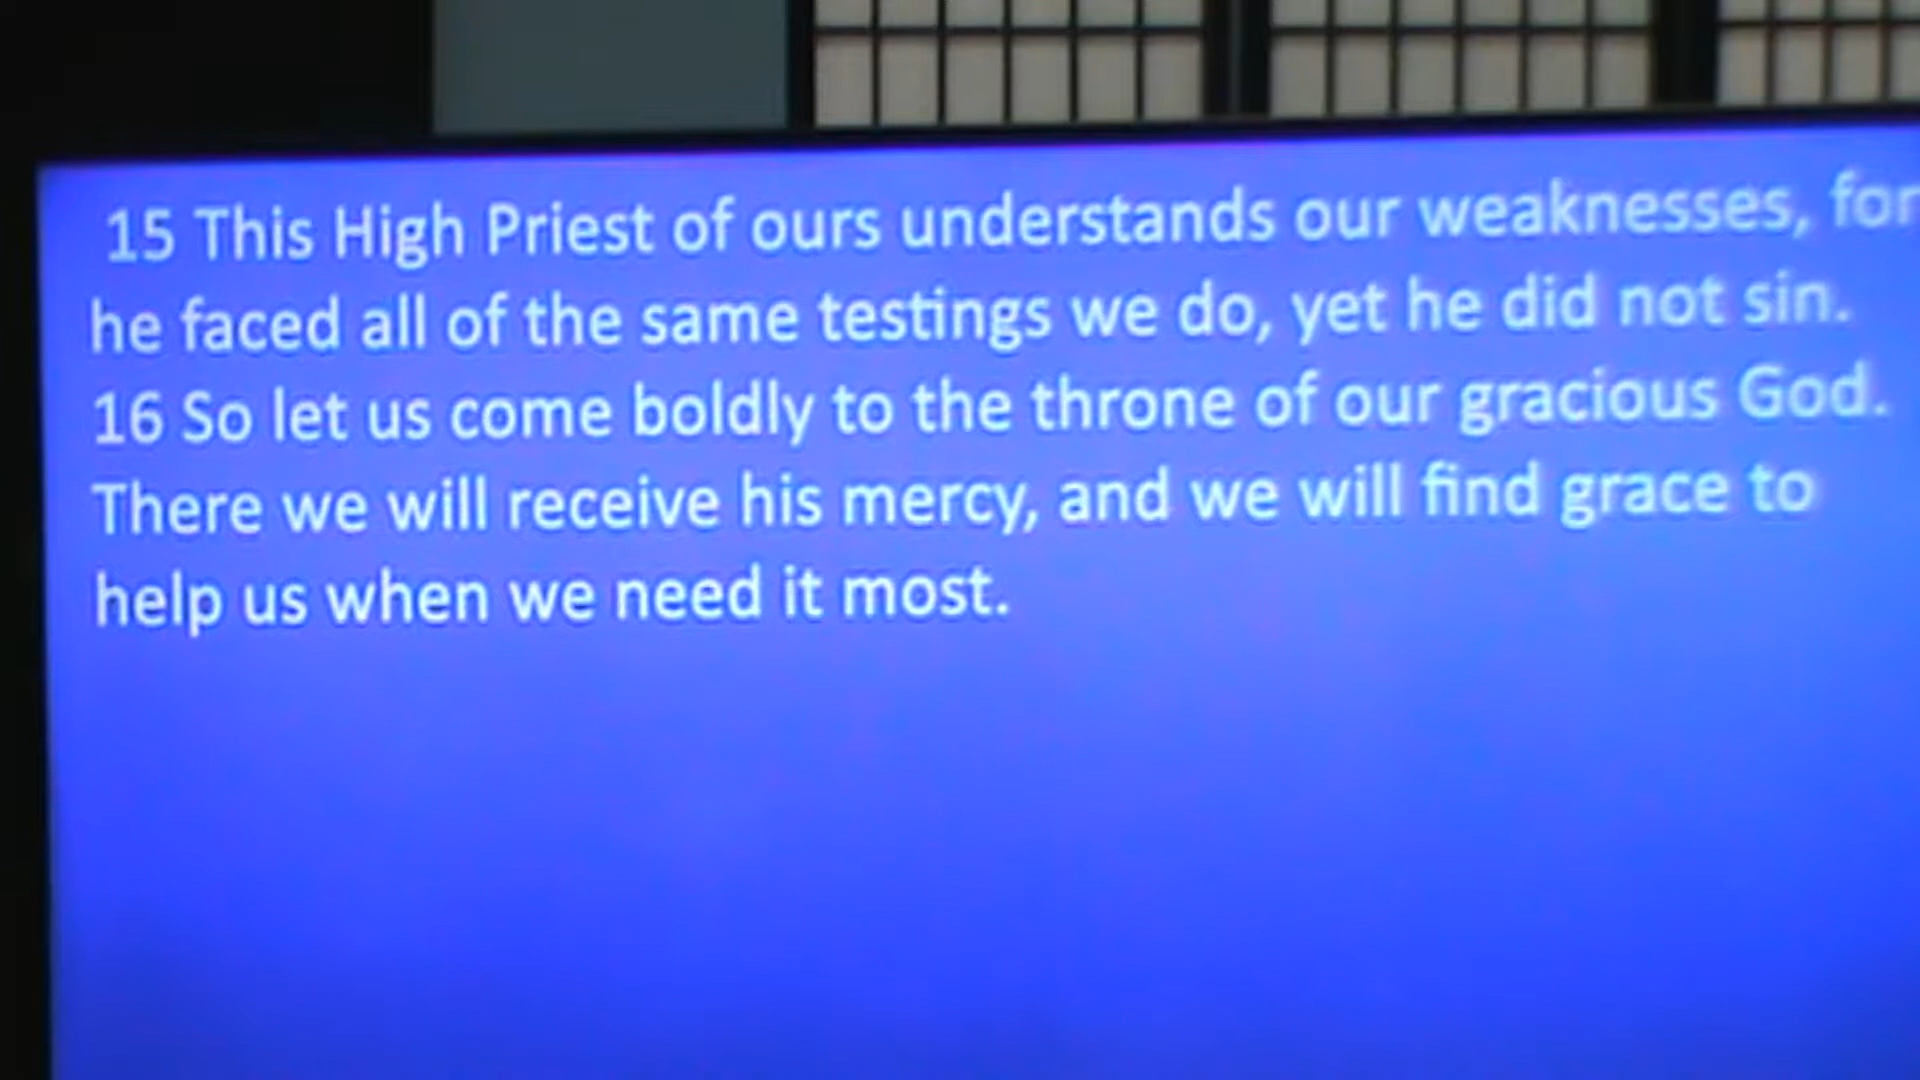 15 This High Priest of ours understands our weaknesses, for
he faced all of the same testings we do, yet he did not sin.
16 So let us come boldly to the throne of our gracious God.
There we will receive his mercy, and we will find grace to
help us when we need it most.